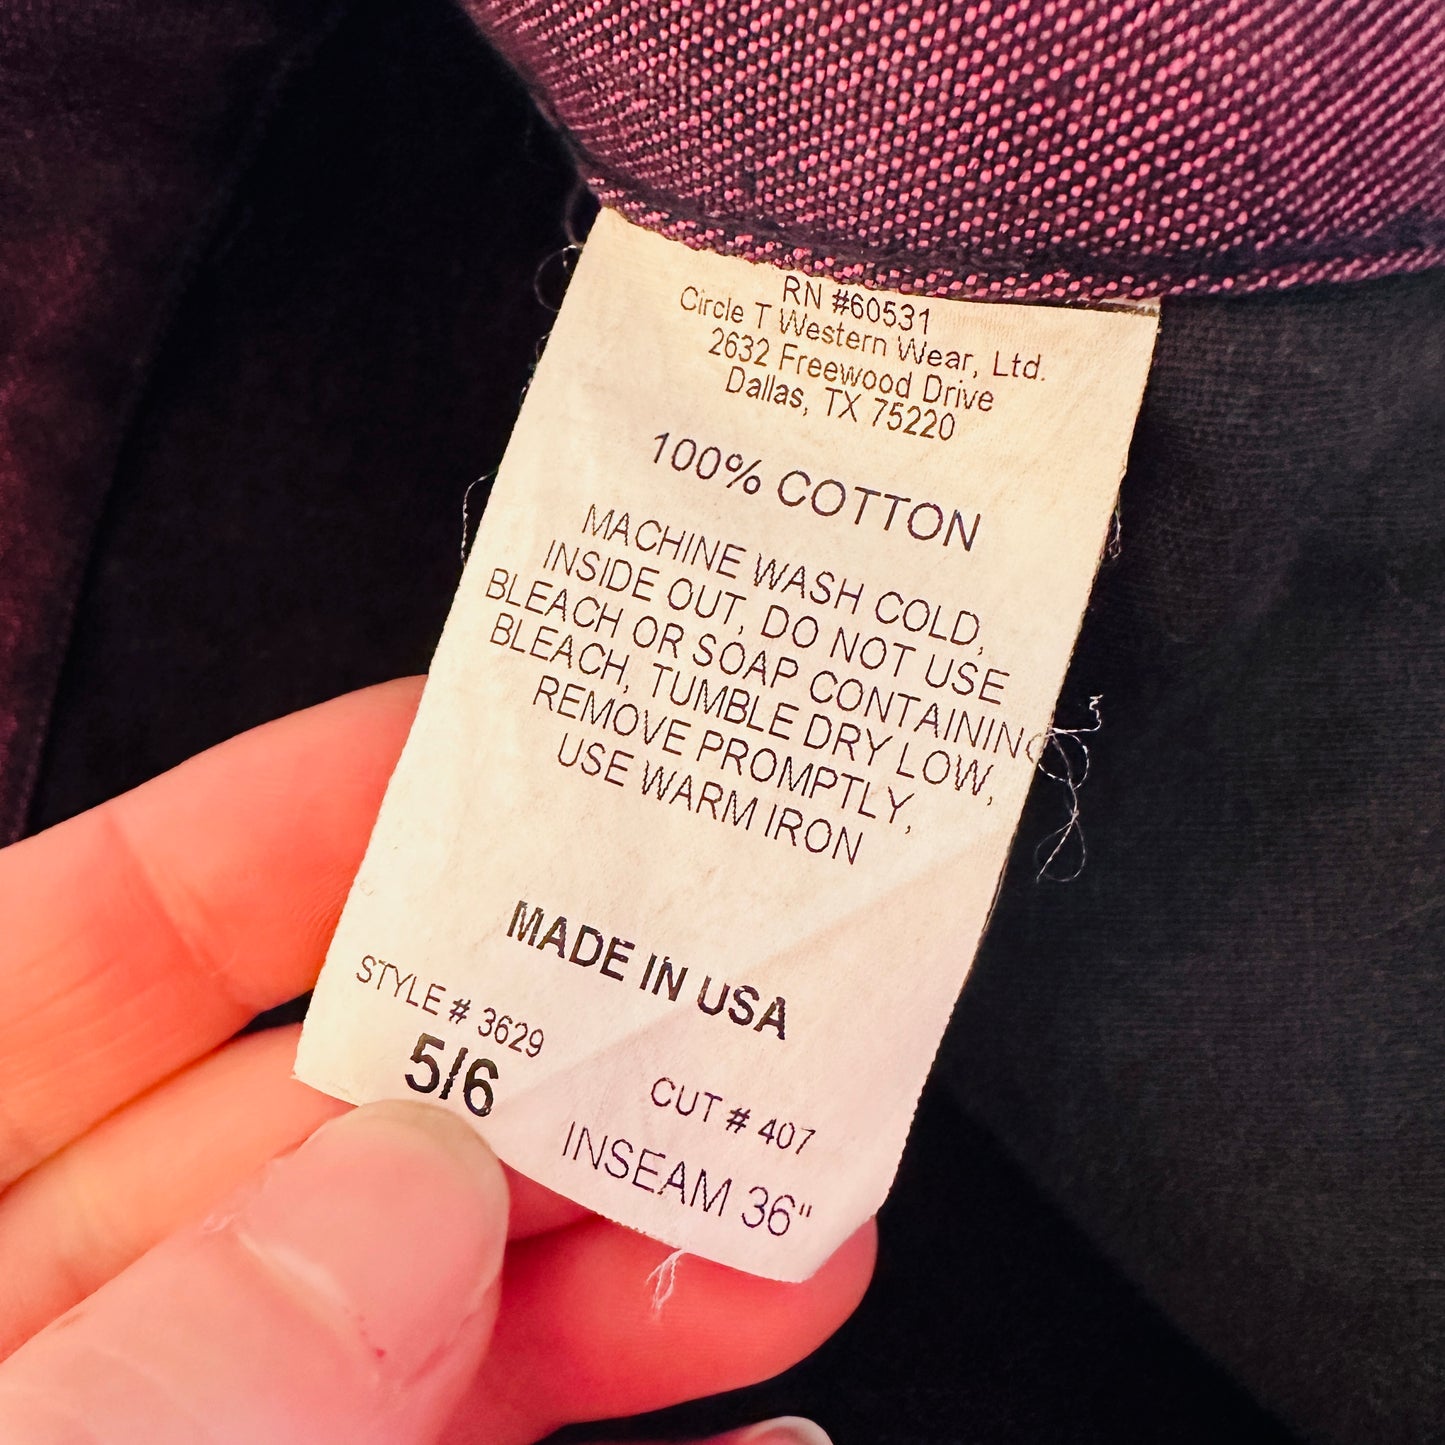 RN #60531
Circle T Western Wear, Ltd.
2632 Freewood Drive
Dallas, TX 75220
100% COTTON
MACHINE WASH COLD,
INSIDE OUT, DO NOT USE
BLEACH OR SOAP CONTAINING
BLEACH, TUMBLE DRY LOW,
REMOVE PROMPTLY,
USE WARM IRON
MADE IN USA
STYLE # 3629
5/6
CUT # 407
INSEAM 36"